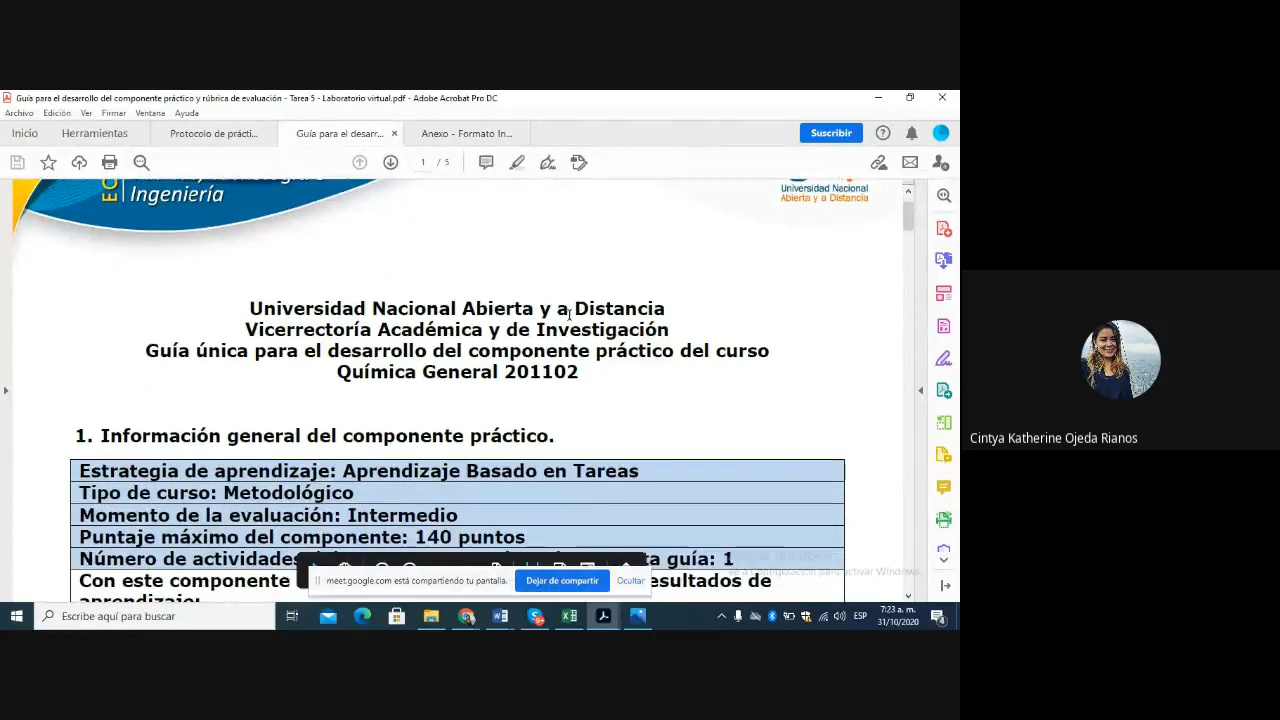 Guía para el desarrollo del componente práctico y rúbrica de evaluación - Tarea 5 - Laboratorio virtual.pdf - Adobe Acrobat Pro DC
Archivo Edición Ver Firmar Ventana Ayuda
Inicio Herramientas Protocolo de práti... Guía para el desarr... Anexo - Formato In... Suscribir
1 / 5
Ingeniería
Universidad Nacional
Abierta y a Distancia
Universidad Nacional Abierta y a Distancia
Vicerrectoría Académica y de Investigación
Guía única para el desarrollo del componente práctico del curso
Química General 201102
1. Información general del componente práctico.
Estrategia de aprendizaje: Aprendizaje Basado en Tareas
Tipo de curso: Metodológico
Momento de la evaluación: Intermedio
Puntaje máximo del componente: 140 puntos
Número de actividades guía: 1
Con este componente esultados de
aprendizaje:
meet.google.com está compartiendo tu pantalla. Dejar de compartir Ocultar
Cintya Katherine Ojeda Rianos
Escribe aquí para buscar
ESP
7:23 a. m.
31/10/2020
4